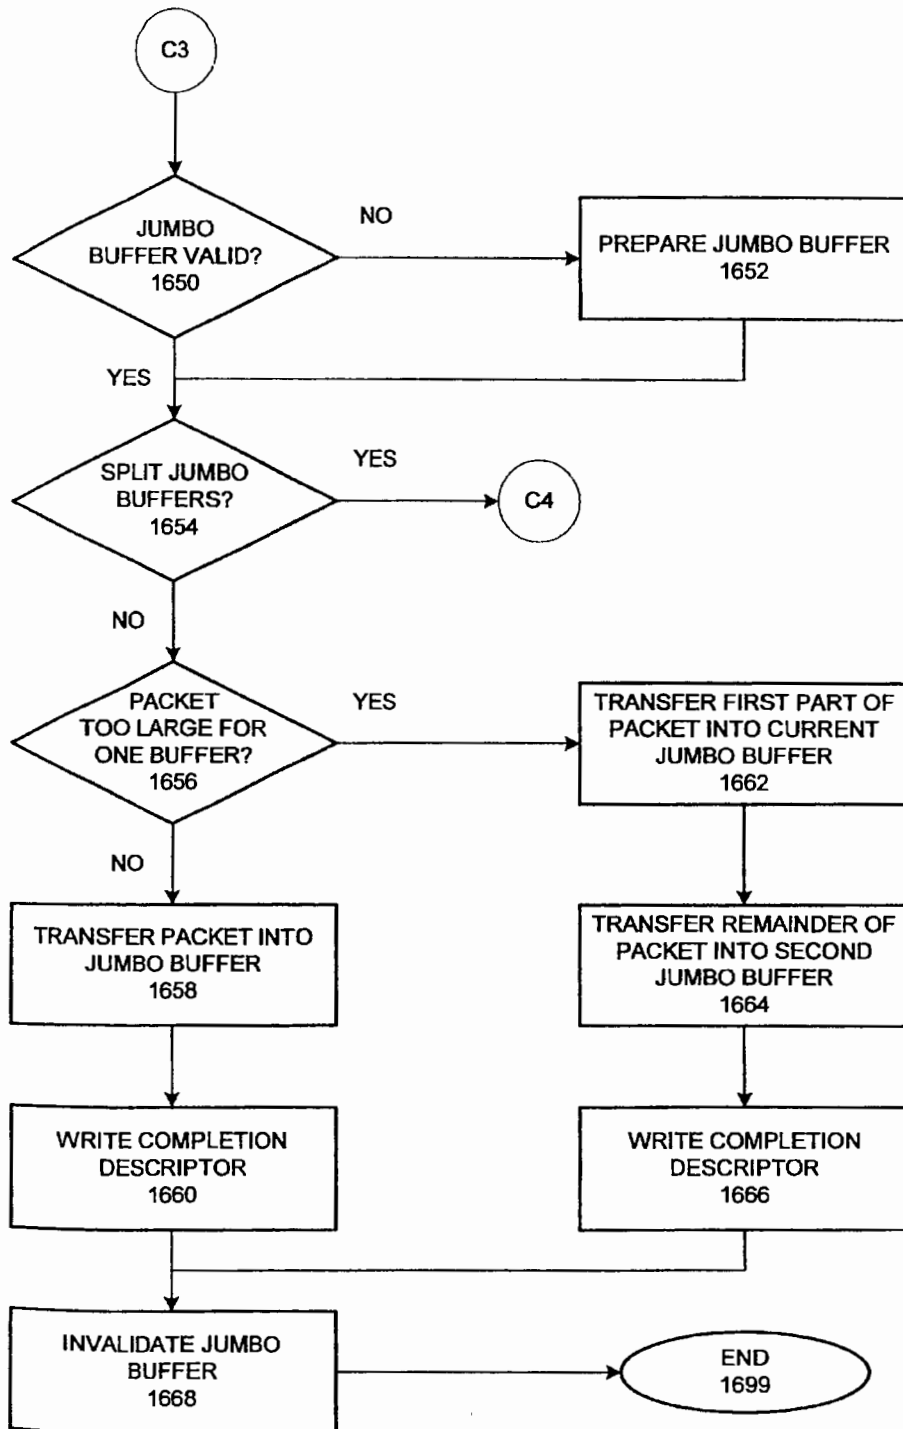 C3
JUMBO
BUFFER VALID?
1650
NO
PREPARE JUMBO BUFFER
1652
YES
SPLIT JUMBO
BUFFERS?
1654
YES
C4
NO
PACKET
TOO LARGE FOR
ONE BUFFER?
1656
YES
TRANSFER FIRST PART OF
PACKET INTO CURRENT
JUMBO BUFFER
1662
NO
TRANSFER PACKET INTO
JUMBO BUFFER
1658
TRANSFER REMAINDER OF
PACKET INTO SECOND
JUMBO BUFFER
1664
WRITE COMPLETION
DESCRIPTOR
1660
WRITE COMPLETION
DESCRIPTOR
1666
INVALIDATE JUMBO
BUFFER
1668
END
1699